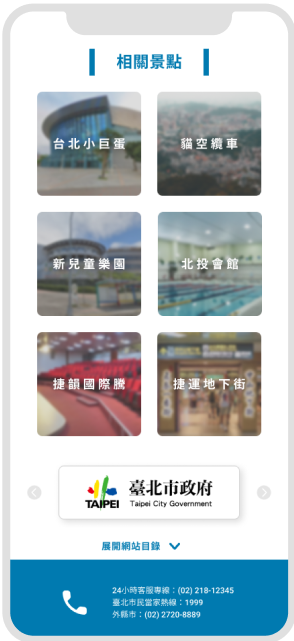 相關景點
台北小巨蛋
貓空纜車
新兒童樂園
北投會館
捷韻國際騰
捷運地下街
TAIPEI
臺北市政府
Taipei City Government
展開網站目錄
24小時客服專線：(02) 218-12345
臺北市民當家熱線：1999
外縣市：(02) 2720-8889